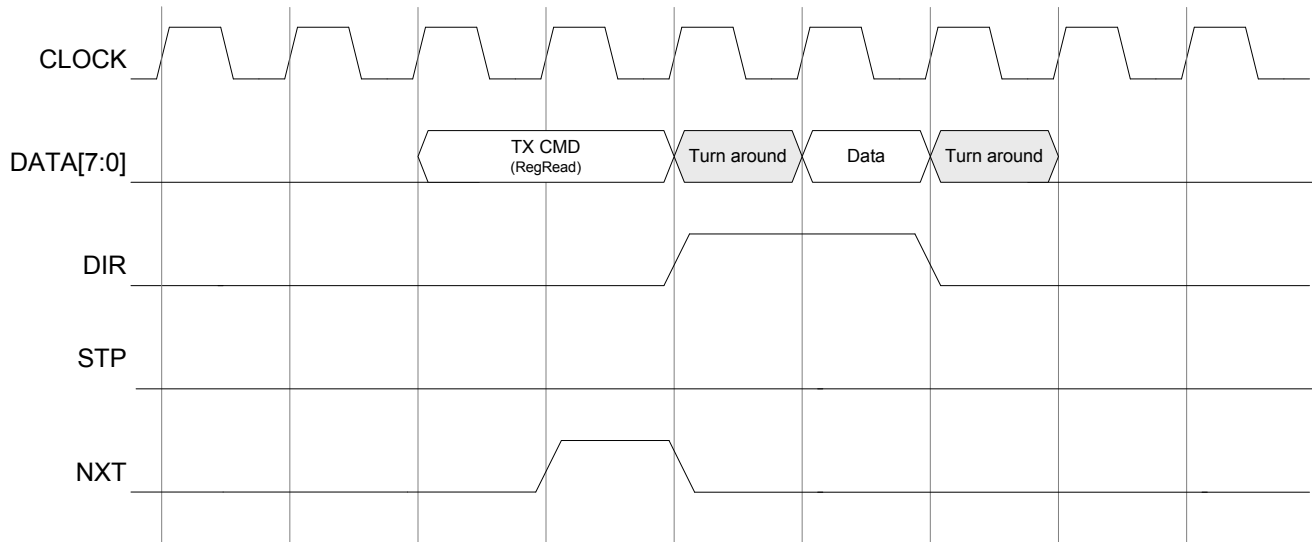 CLOCK
DATA[7:0]
TX CMD
(RegRead)
Turn around
Data
Turn around
DIR
STP
NXT